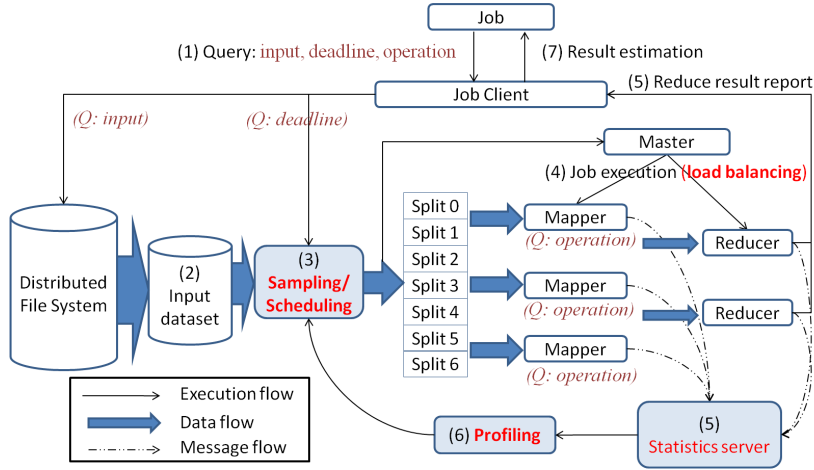 Job
(1) Query: input, deadline, operation
(7) Result estimation
(5) Reduce result report
Job Client
(Q: input)
(Q: deadline)
Master
(4) Job execution (load balancing)
Split 0
Split 1
Split 2
Split 3
Split 4
Split 5
Split 6
Mapper
(Q: operation)
Reducer
Mapper
(Q: operation)
Reducer
Mapper
(Q: operation)
Distributed
File System
(2)
Input
dataset
(3)
Sampling/
Scheduling
Execution flow
Data flow
Message flow
(6) Profiling
(5)
Statistics server